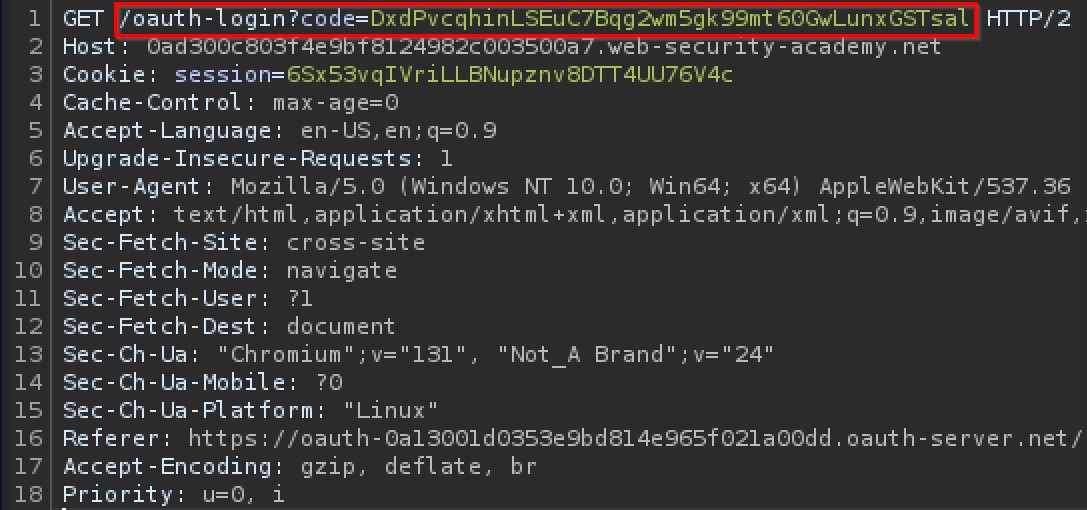 1 GET /oauth-login?code=DxdPvcqhinLSEuC7Bqg2wm5gk99mt60GwLunxGSTsal HTTP/2
2 Host: 0ad300c803f4e9bf8124982c003500a7.web-security-academy.net
3 Cookie: session=6Sx53vqIVriLLBNupznv8DTT4UU76V4c
4 Cache-Control: max-age=0
5 Accept-Language: en-US,en;q=0.9
6 Upgrade-Insecure-Requests: 1
7 User-Agent: Mozilla/5.0 (Windows NT 10.0; Win64; x64) AppleWebKit/537.36
8 Accept: text/html,application/xhtml+xml,application/xml;q=0.9,image/avif,
9 Sec-Fetch-Site: cross-site
10 Sec-Fetch-Mode: navigate
11 Sec-Fetch-User: ?1
12 Sec-Fetch-Dest: document
13 Sec-Ch-Ua: "Chromium";v="131", "Not_A Brand";v="24"
14 Sec-Ch-Ua-Mobile: ?0
15 Sec-Ch-Ua-Platform: "Linux"
16 Referer: https://oauth-0a13001d0353e9bd814e965f021a00dd.oauth-server.net/
17 Accept-Encoding: gzip, deflate, br
18 Priority: u=0, i